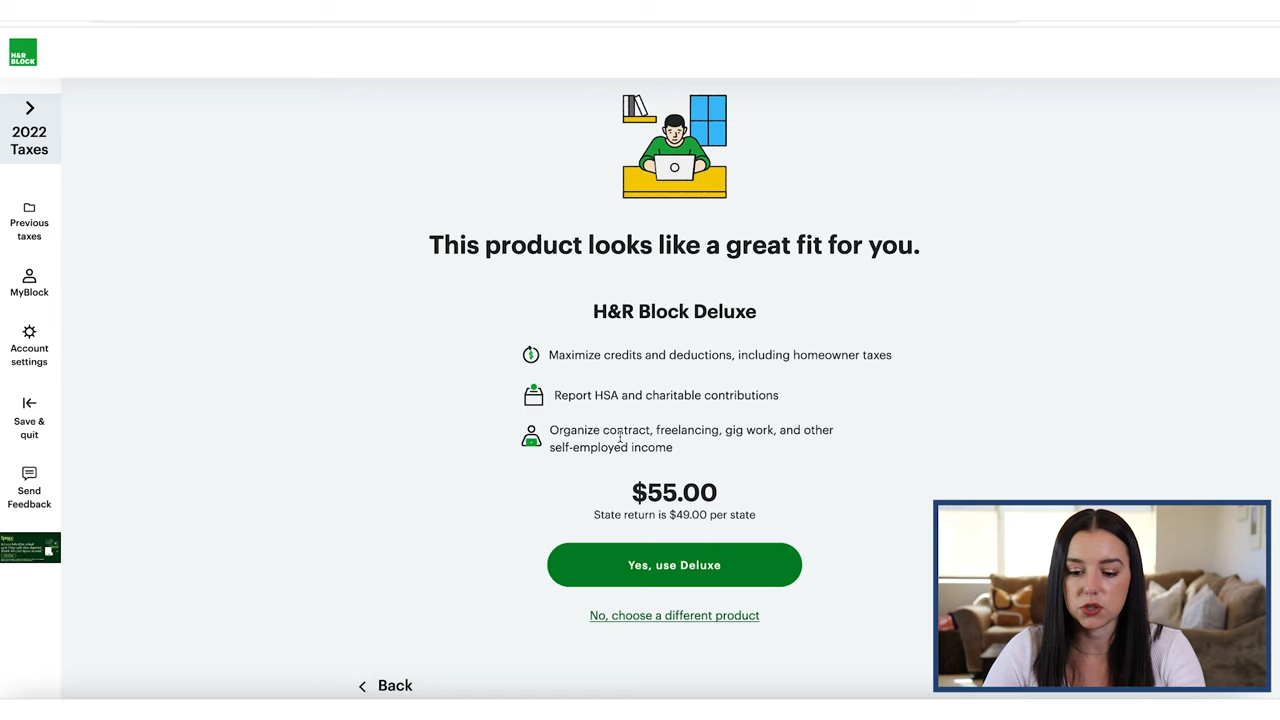 H&R
BLOCK
2022
Taxes
Previous
taxes
MyBlock
Account
settings
Save &
quit
Send
Feedback
This product looks like a great fit for you.
H&R Block Deluxe
Maximize credits and deductions, including homeowner taxes
Report HSA and charitable contributions
Organize contract, freelancing, gig work, and other
self-employed income
$55.00
State return is $49.00 per state
Yes, use Deluxe
No, choose a different product
Back